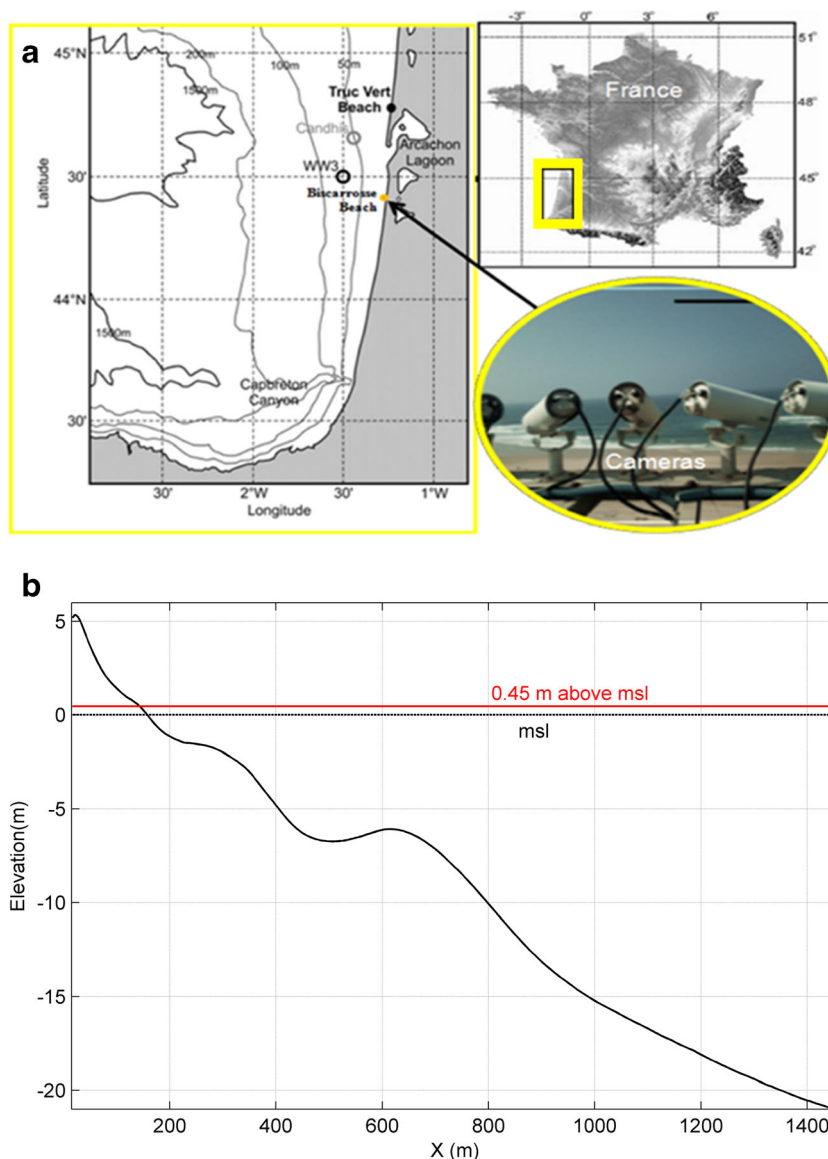 a
45°N
30'
44°N
30'
Latitude
30'
2°W
30'
1°W
Longitude
200m
1500m
100m
50m
Truc Vert
Beach
Candhis
Arcachon
Lagoon
WW3
Biscarrosse
Beach
1500m
Capbreton
Canyon
-3°
0°
3°
6°
51°
48°
45°
42°
France
Cameras
b
5
0
-5
-10
-15
-20
Elevation(m)
0.45 m above msl
msl
200
400
600
800
1000
1200
1400
X (m)